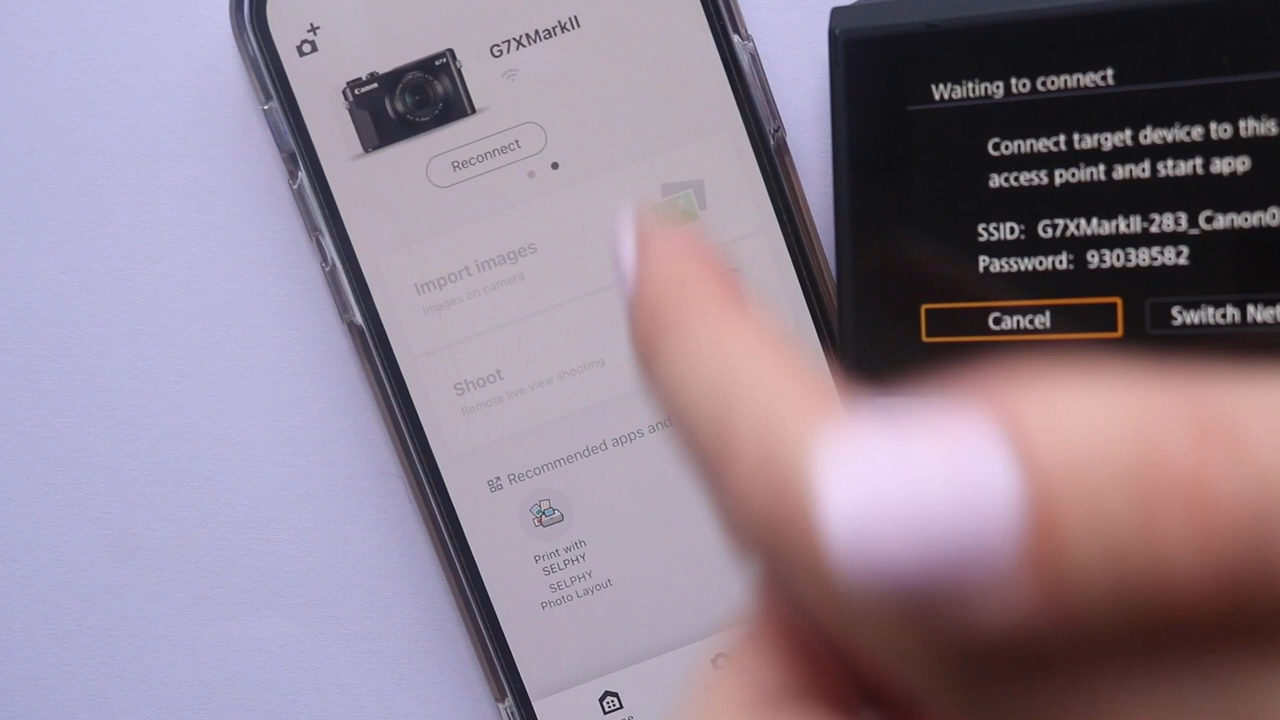 G7XMarkII
Canon
G7X
Reconnect
Import images
Images on camera
Shoot
Remote live view shooting
Recommended apps and
Print with
SELPHY
SELPHY
Photo Layout
Waiting to connect
Connect target device to this
access point and start app
SSID: G7XMarkII-283_Canon0
Password: 93038582
Cancel
Switch Net